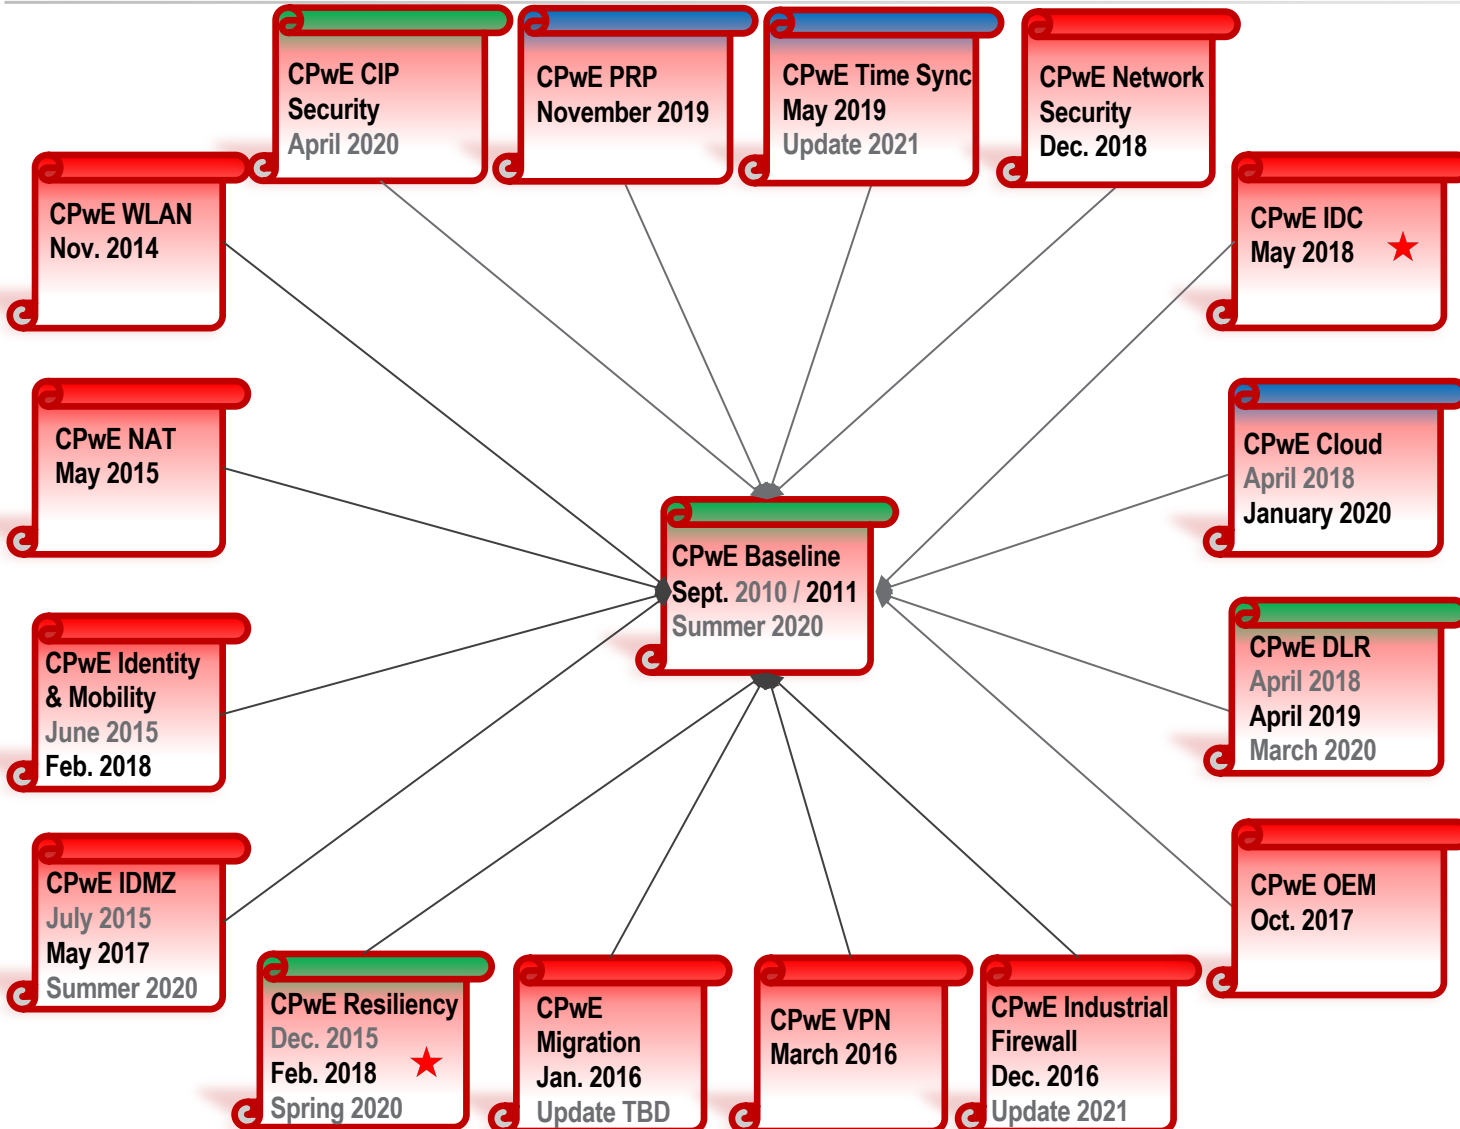 CPwE CIP
Security
April 2020
CPwE PRP
November 2019
CPwE Time Sync
May 2019
Update 2021
CPwE Network
Security
Dec. 2018
CPwE WLAN
Nov. 2014
CPwE IDC
May 2018
CPwE NAT
May 2015
CPwE Cloud
April 2018
January 2020
CPwE Baseline
Sept. 2010 / 2011
Summer 2020
CPwE Identity
& Mobility
June 2015
Feb. 2018
CPwE DLR
April 2018
April 2019
March 2020
CPwE IDMZ
July 2015
May 2017
Summer 2020
CPwE OEM
Oct. 2017
CPwE Resiliency
Dec. 2015
Feb. 2018
Spring 2020
CPwE
Migration
Jan. 2016
Update TBD
CPwE VPN
March 2016
CPwE Industrial
Firewall
Dec. 2016
Update 2021